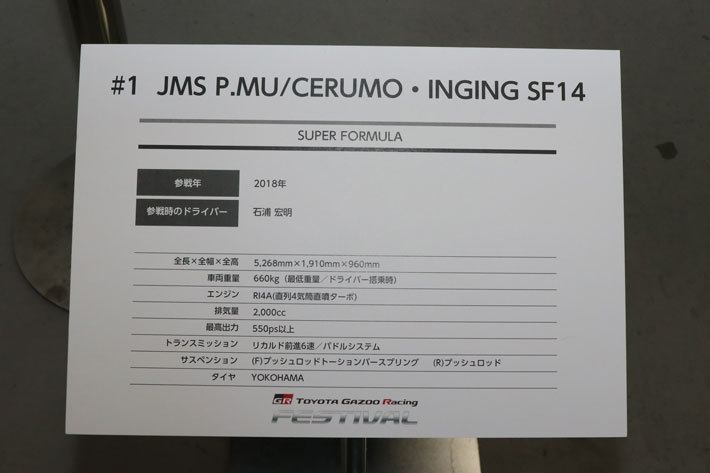 #1 JMS P.MU/CERUMO・INGING SF14
SUPER FORMULA
参戦年 2018年
参戦時のドライバー 石浦 宏明
全長×全幅×全高 5,268mm×1,910mm×960mm
車両重量 660kg（最低重量／ドライバー搭乗時）
エンジン RI4A(直列4気筒直噴ターボ)
排気量 2,000cc
最高出力 550ps以上
トランスミッション リカルド前進6速／パドルシステム
サスペンション (F)プッシュロッドトーションバースプリング (R)プッシュロッド
タイヤ YOKOHAMA
GR TOYOTA GAZOO Racing
FESTIVAL